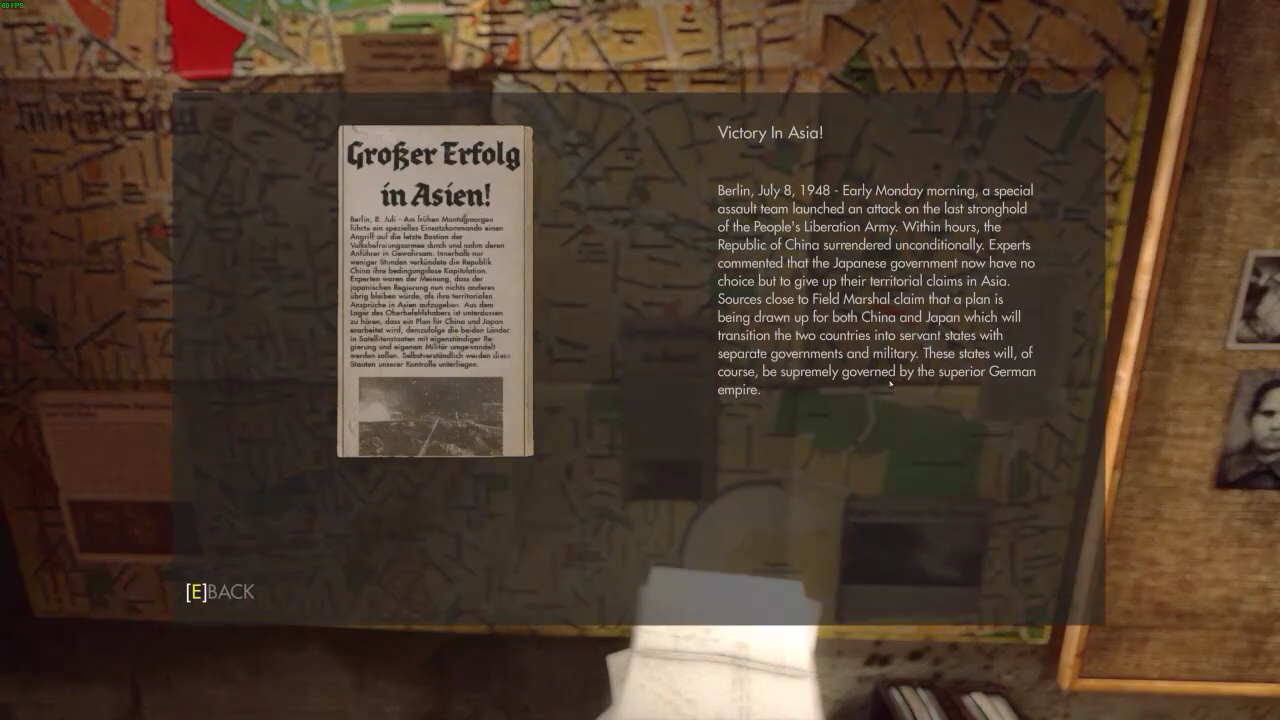 60 FPS
Großer Erfolg
in Asien!
Berlin, 8. Juli - Am frühen Montagmorgen
führte ein spezielles Einsatzkommando einen
Angriff auf die letzte Bastion der
Volksbefreiungsarmee durch und nahm deren
Anführer in Gewahrsam. Innerhalb nur
weniger Stunden verkündete die Republik
China ihre bedingungslose Kapitulation.
Experten waren der Meinung, dass der
japanischen Regierung nun nichts anderes
übrig bleiben würde, als ihre territorialen
Ansprüche in Asien aufzugeben. Aus dem
Lager des Oberbefehlshabers ist unterdessen
zu hören, dass ein Plan für China und Japan
erarbeitet wird, demzufolge die beiden Länder
in Satellitenstaaten mit eigenständiger Re-
gierung und eigenem Militär umgewandelt
werden sollen. Selbstverständlich werden diese
Staaten unserer Kontrolle unterliegen.
Victory In Asia!
Berlin, July 8, 1948 - Early Monday morning, a special
assault team launched an attack on the last stronghold
of the People's Liberation Army. Within hours, the
Republic of China surrendered unconditionally. Experts
commented that the Japanese government now have no
choice but to give up their territorial claims in Asia.
Sources close to Field Marshal claim that a plan is
being drawn up for both China and Japan which will
transition the two countries into servant states with
separate governments and military. These states will, of
course, be supremely governed by the superior German
empire.
[E]BACK